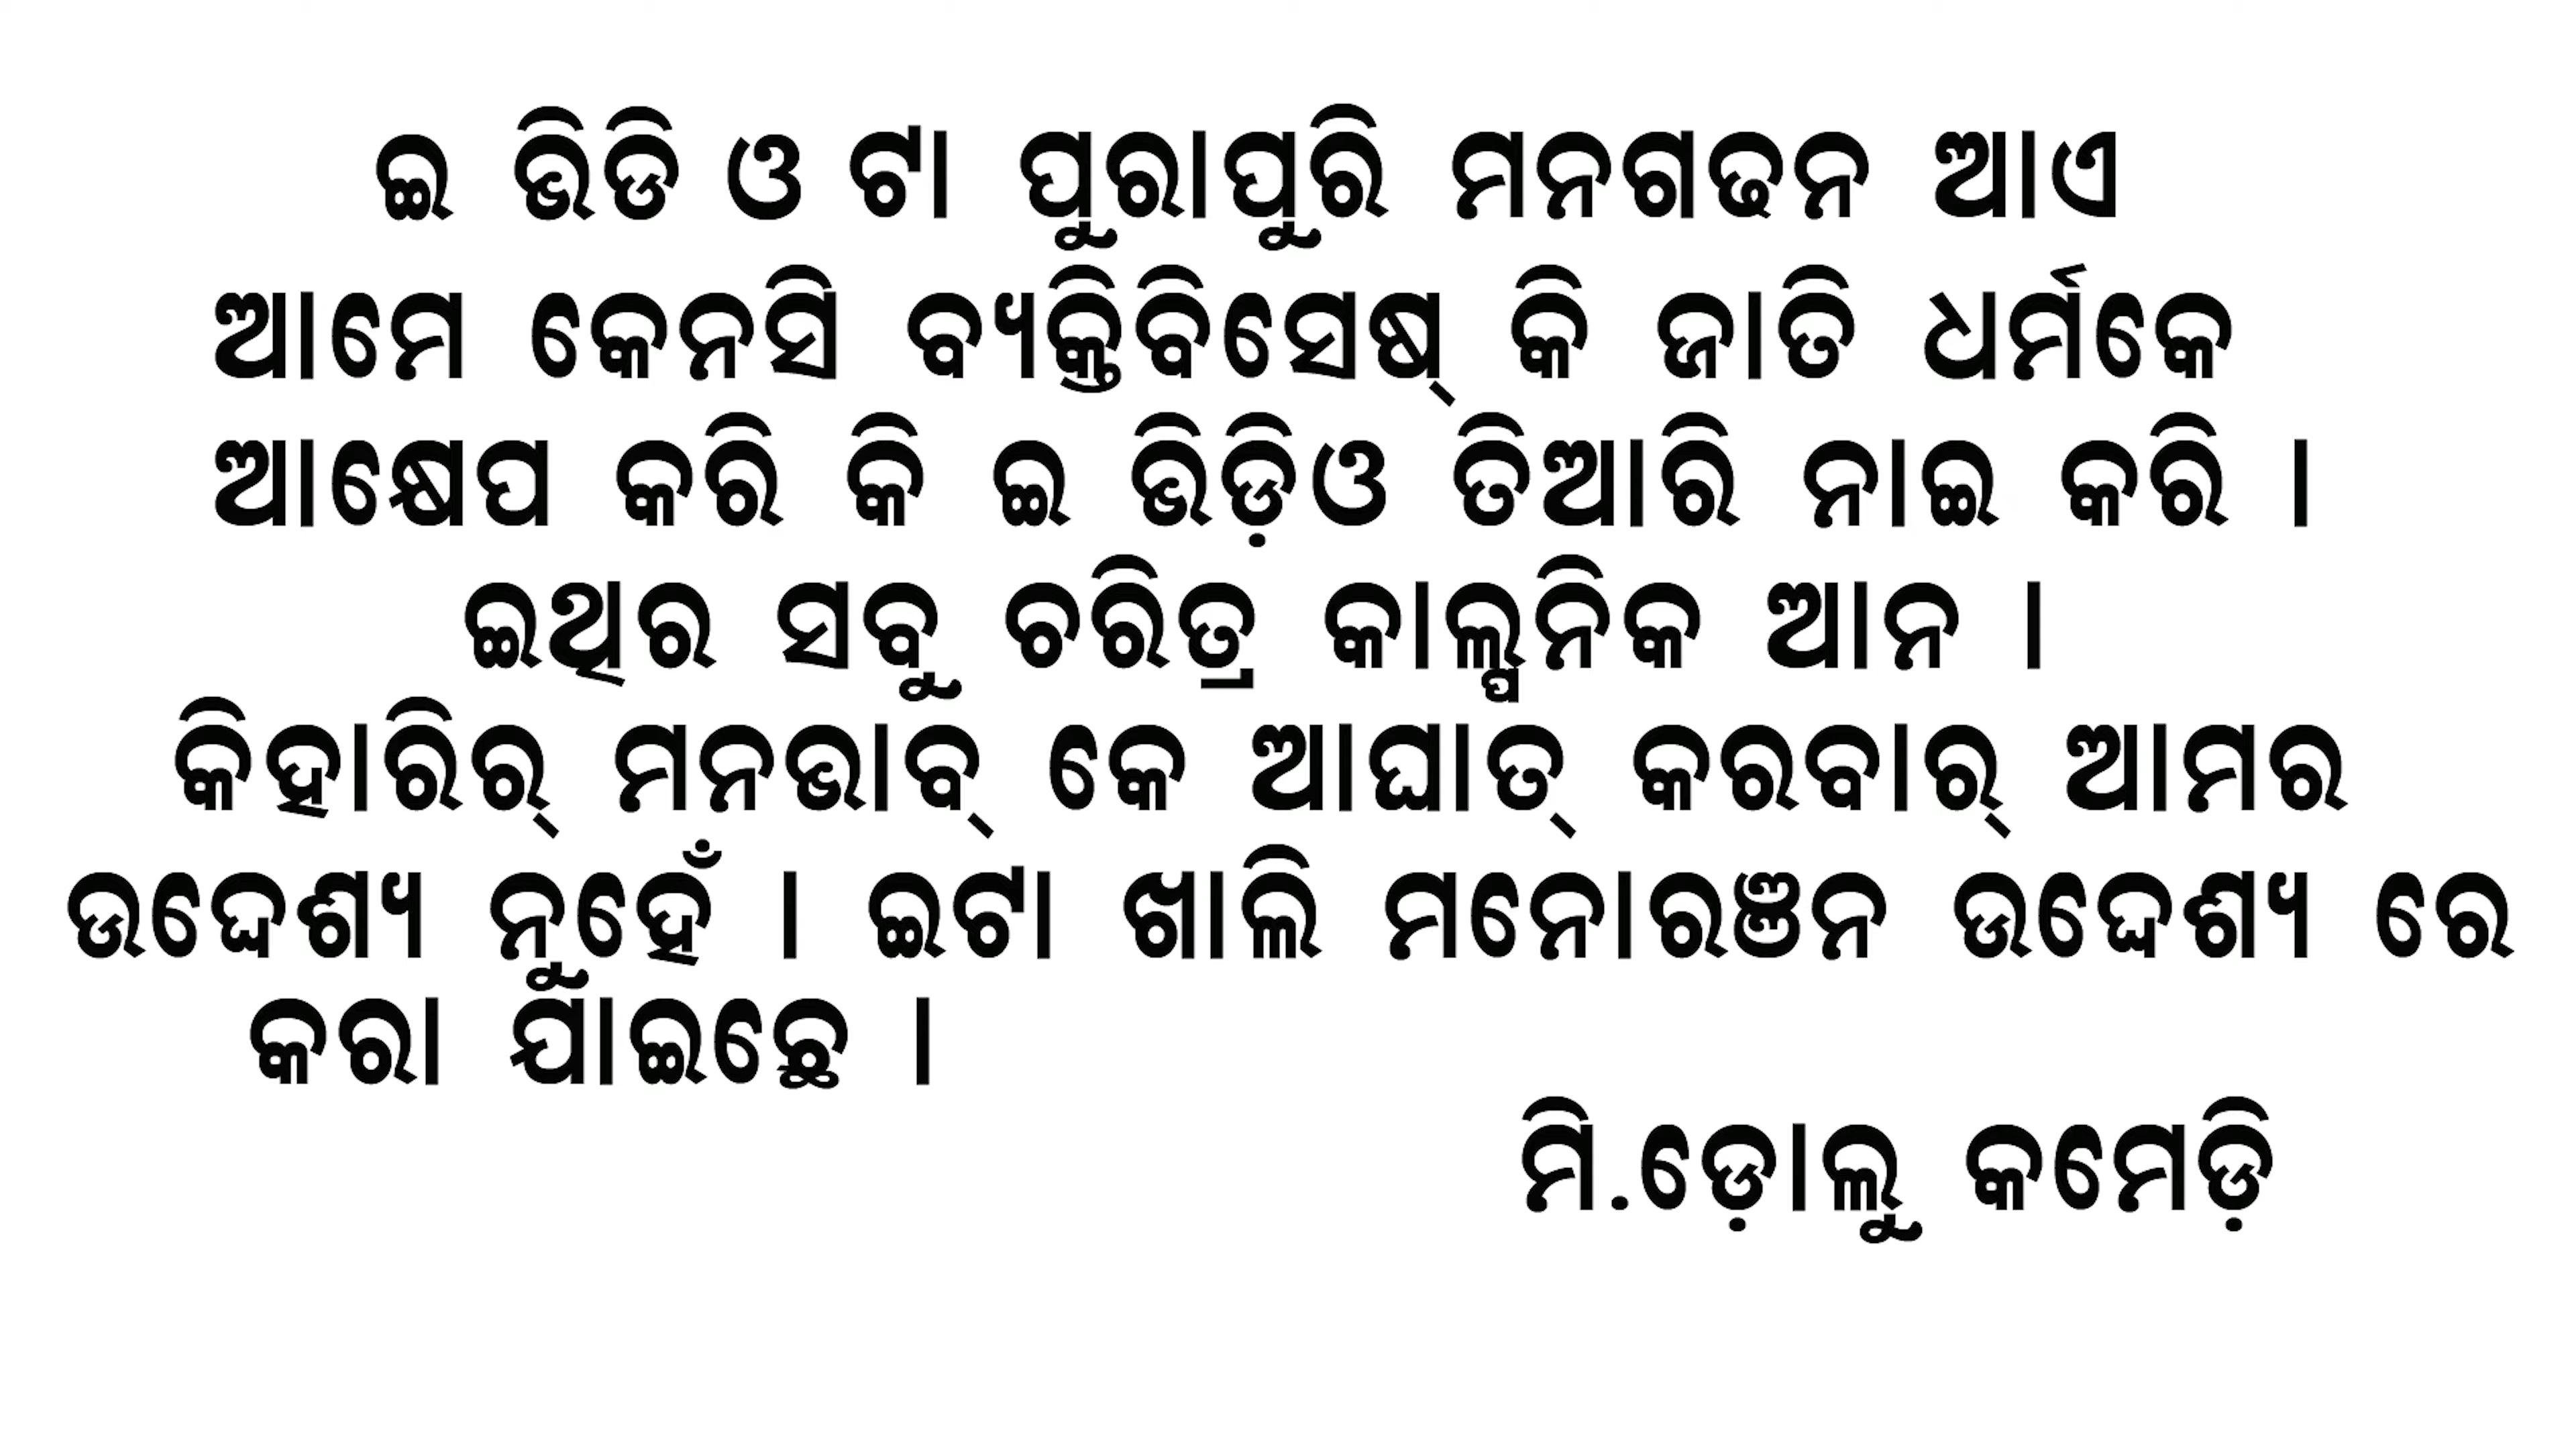 ଇ ଭିଡି ଓ ଟା ପୁରାପୁରି ମନଗଢନ ଆଏ
ଆମେ କେନସି ବ୍ୟକ୍ତିବିସେଷ୍ କି ଜାତି ଧର୍ମକେ
ଆକ୍ଷେପ କରି କି ଇ ଭିଡ଼ିଓ ତିଆରି ନାଇ କରି ।
ଇଥିର ସବୁ ଚରିତ୍ର କାଳ୍ପନିକ ଆନ ।
କିହାରିର୍ ମନଭାବ୍ କେ ଆଘାତ୍ କରବାର୍ ଆମର
ଉଦ୍ଦେଶ୍ୟ ନୁହେଁ । ଇଟା ଖାଲି ମନୋରଞ୍ଚନ ଉଦ୍ଦେଶ୍ୟ ରେ
କରା ଯାଇଛେ ।
ମି.ଡ଼ୋଲୁ କମେଡ଼ି